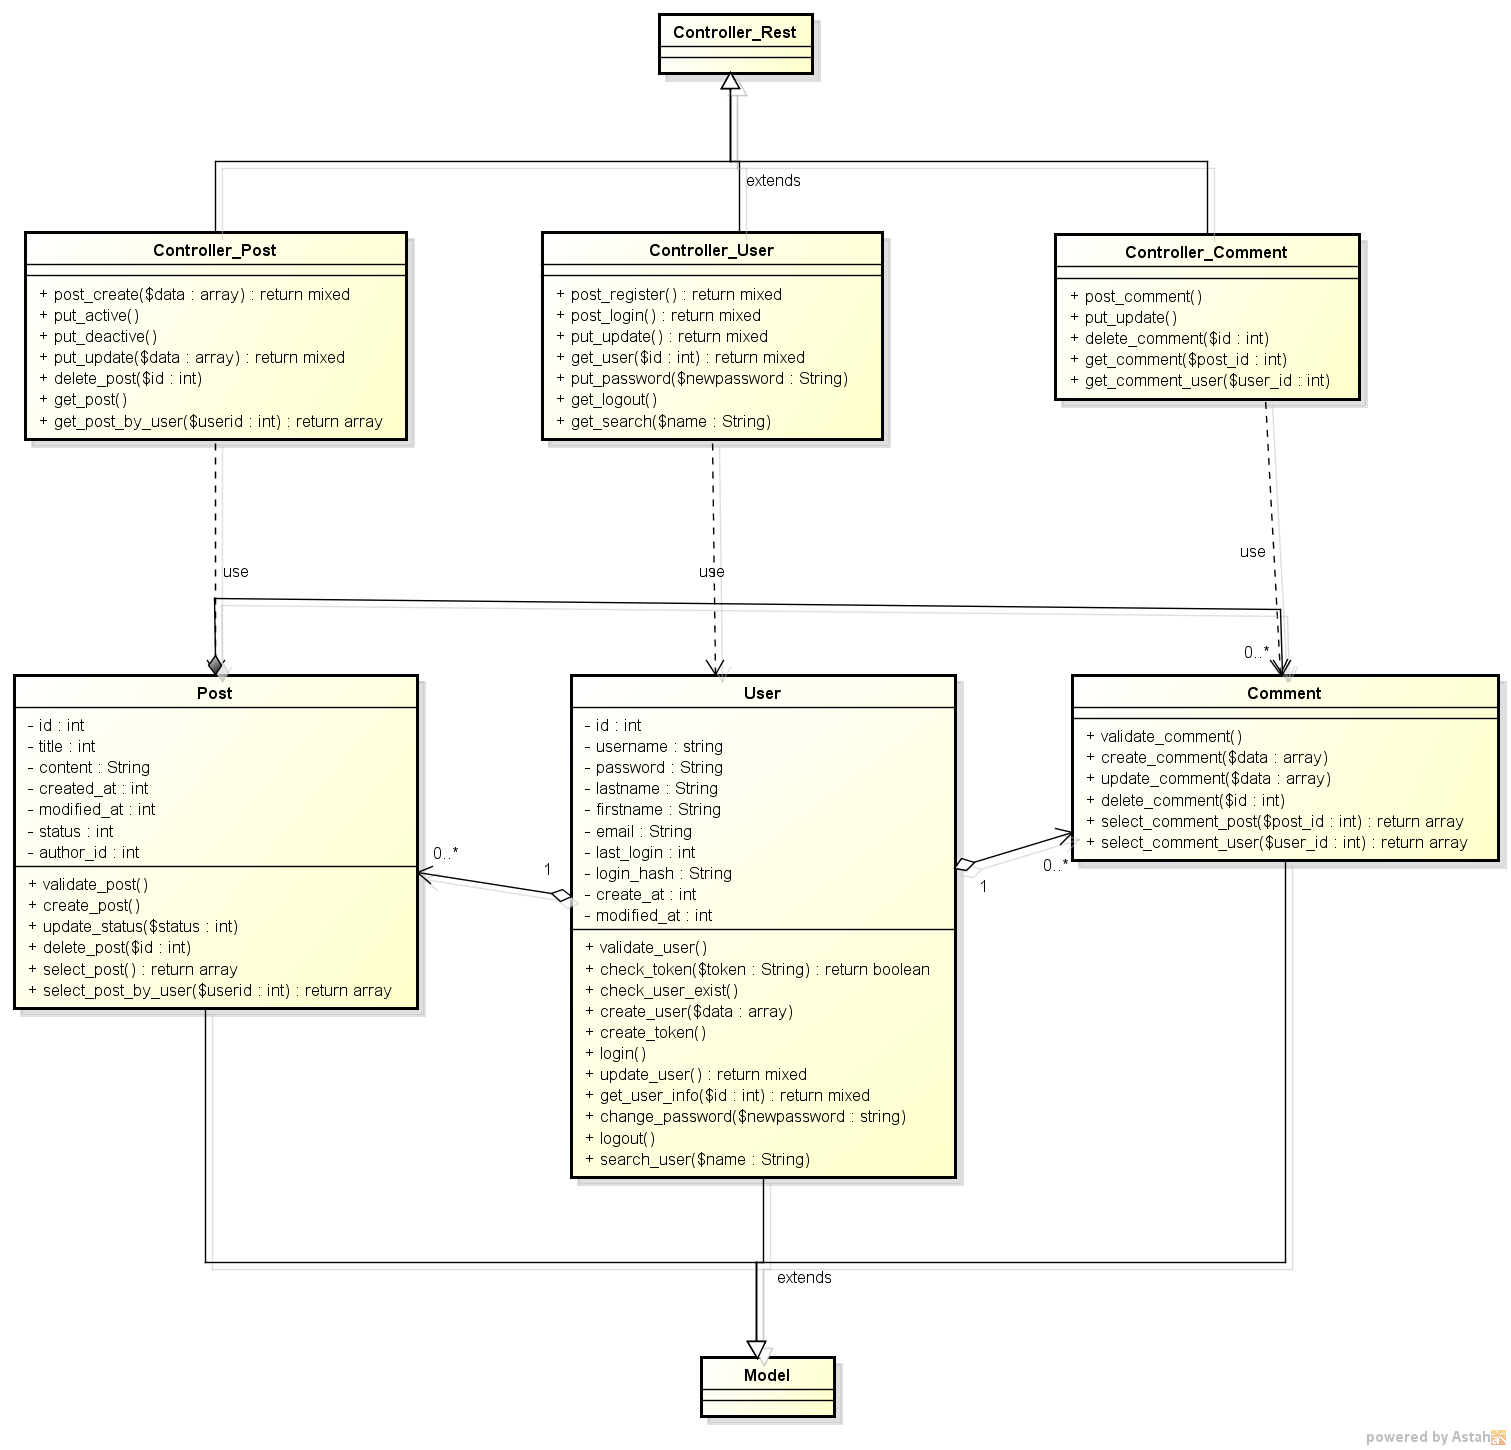 Controller_Rest
extends
Controller_Post
+ post_create($data : array) : return mixed
+ put_active()
+ put_deactive()
+ put_update($data : array) : return mixed
+ delete_post($id : int)
+ get_post()
+ get_post_by_user($userid : int) : return array
Controller_User
+ post_register() : return mixed
+ post_login() : return mixed
+ put_update() : return mixed
+ get_user($id : int) : return mixed
+ put_password($newpassword : String)
+ get_logout()
+ get_search($name : String)
Controller_Comment
+ post_comment()
+ put_update()
+ delete_comment($id : int)
+ get_comment($post_id : int)
+ get_comment_user($user_id : int)
use
use
use
0..*
Post
- id : int
- title : int
- content : String
- created_at : int
- modified_at : int
- status : int
- author_id : int
+ validate_post()
+ create_post()
+ update_status($status : int)
+ delete_post($id : int)
+ select_post() : return array
+ select_post_by_user($userid : int) : return array
0..*
1
User
- id : int
- username : string
- password : String
- lastname : String
- firstname : String
- email : String
- last_login : int
- login_hash : String
- create_at : int
- modified_at : int
+ validate_user()
+ check_token($token : String) : return boolean
+ check_user_exist()
+ create_user($data : array)
+ create_token()
+ login()
+ update_user() : return mixed
+ get_user_info($id : int) : return mixed
+ change_password($newpassword : string)
+ logout()
+ search_user($name : String)
1
0..*
Comment
+ validate_comment()
+ create_comment($data : array)
+ update_comment($data : array)
+ delete_comment($id : int)
+ select_comment_post($post_id : int) : return array
+ select_comment_user($user_id : int) : return array
extends
Model
powered by Astah